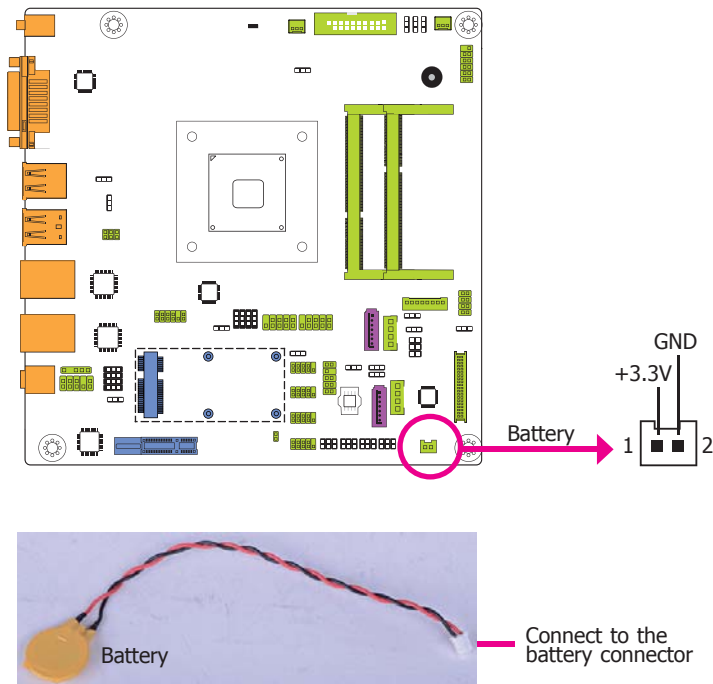 GND
+3.3V
Battery
1
2
Battery
Connect to the
battery connector